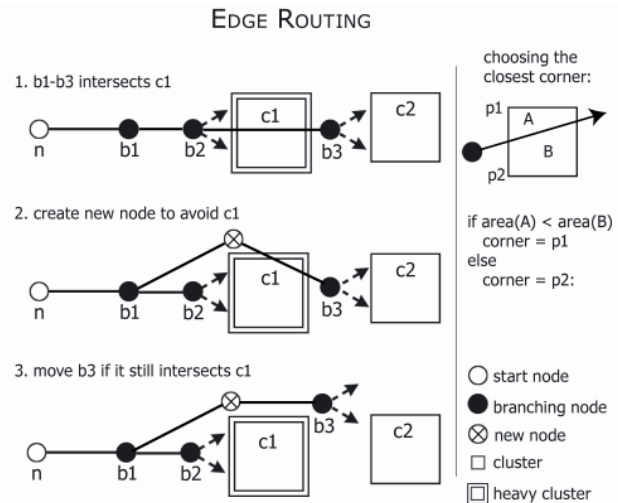 EDGE ROUTING
1. b1-b3 intersects c1
c1
c2
n
b1
b2
b3
2. create new node to avoid c1
c1
c2
n
b1
b2
b3
3. move b3 if it still intersects c1
c1
c2
n
b1
b2
b3
choosing the
closest corner:
p1
A
B
p2
if area(A) < area(B)
corner = p1
else
corner = p2:
start node
branching node
new node
cluster
heavy cluster